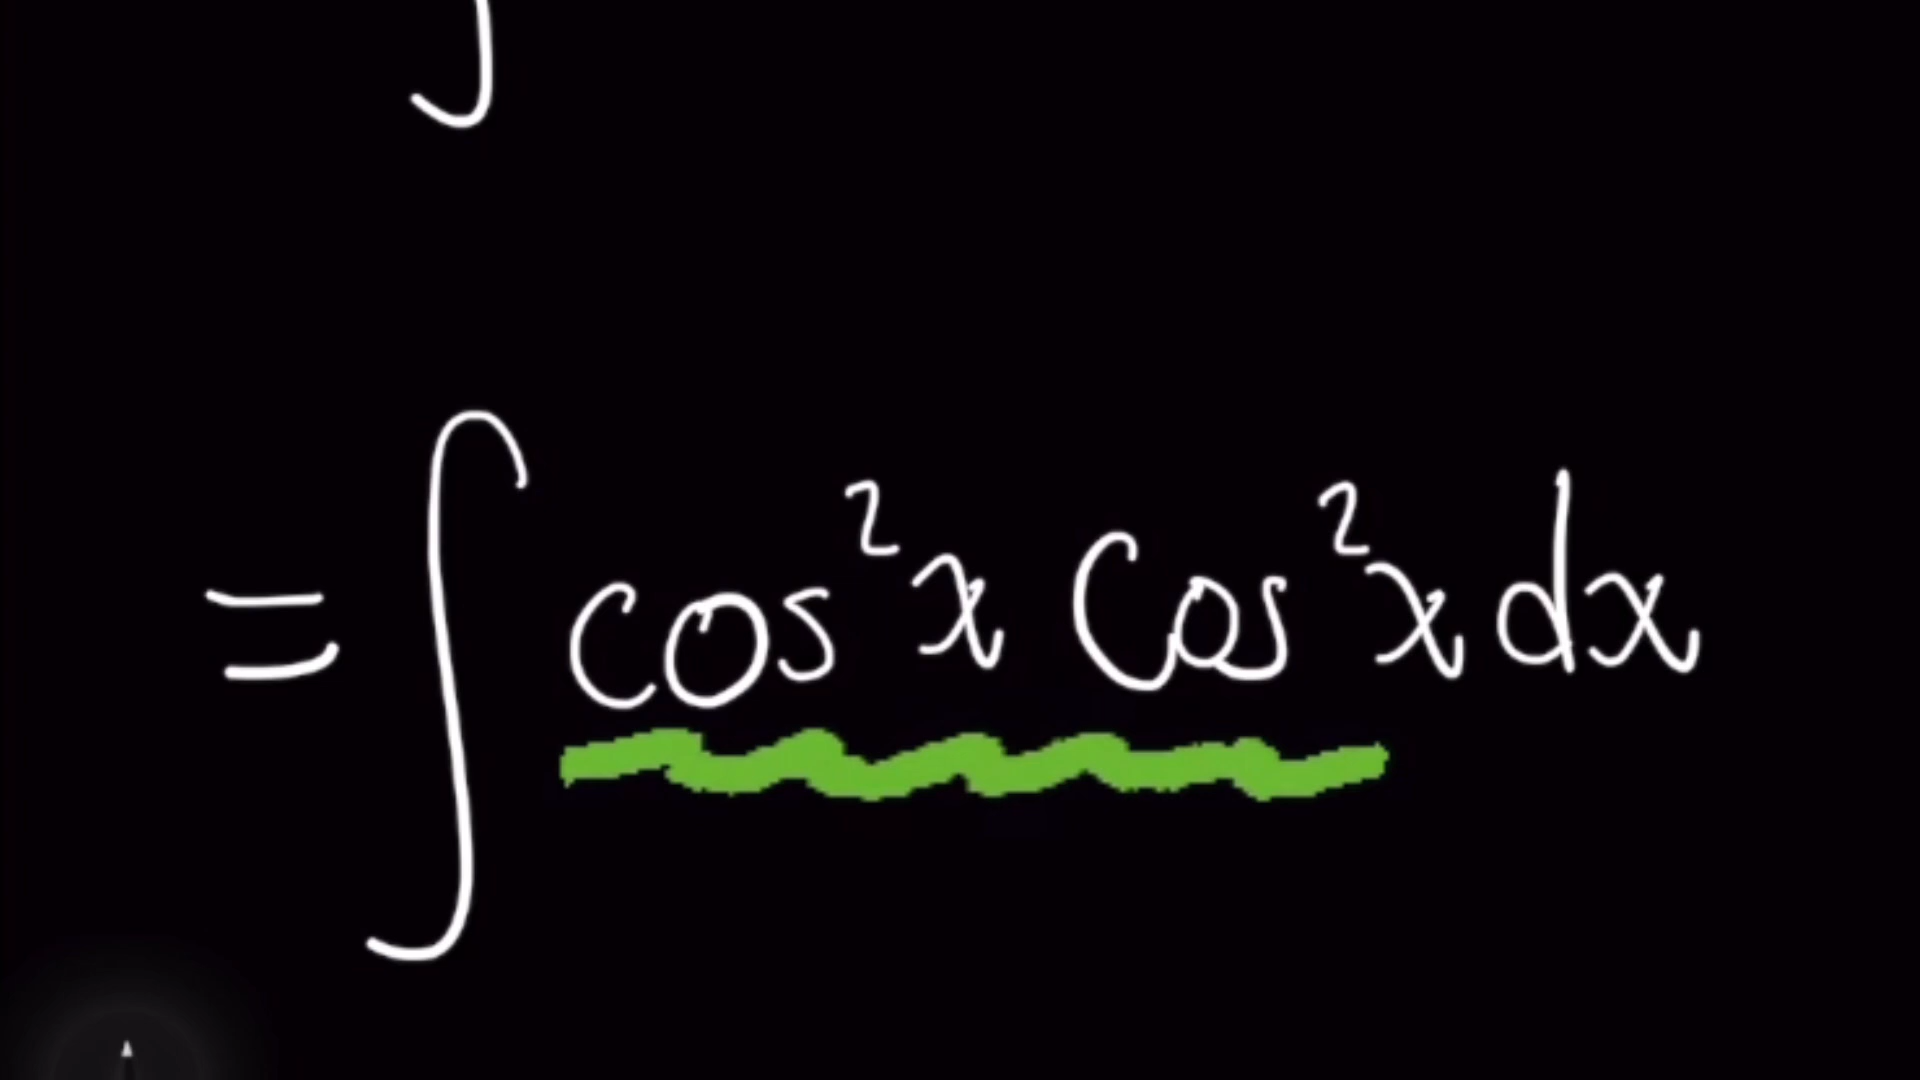 ∫
= ∫ cos²x cos²x dx